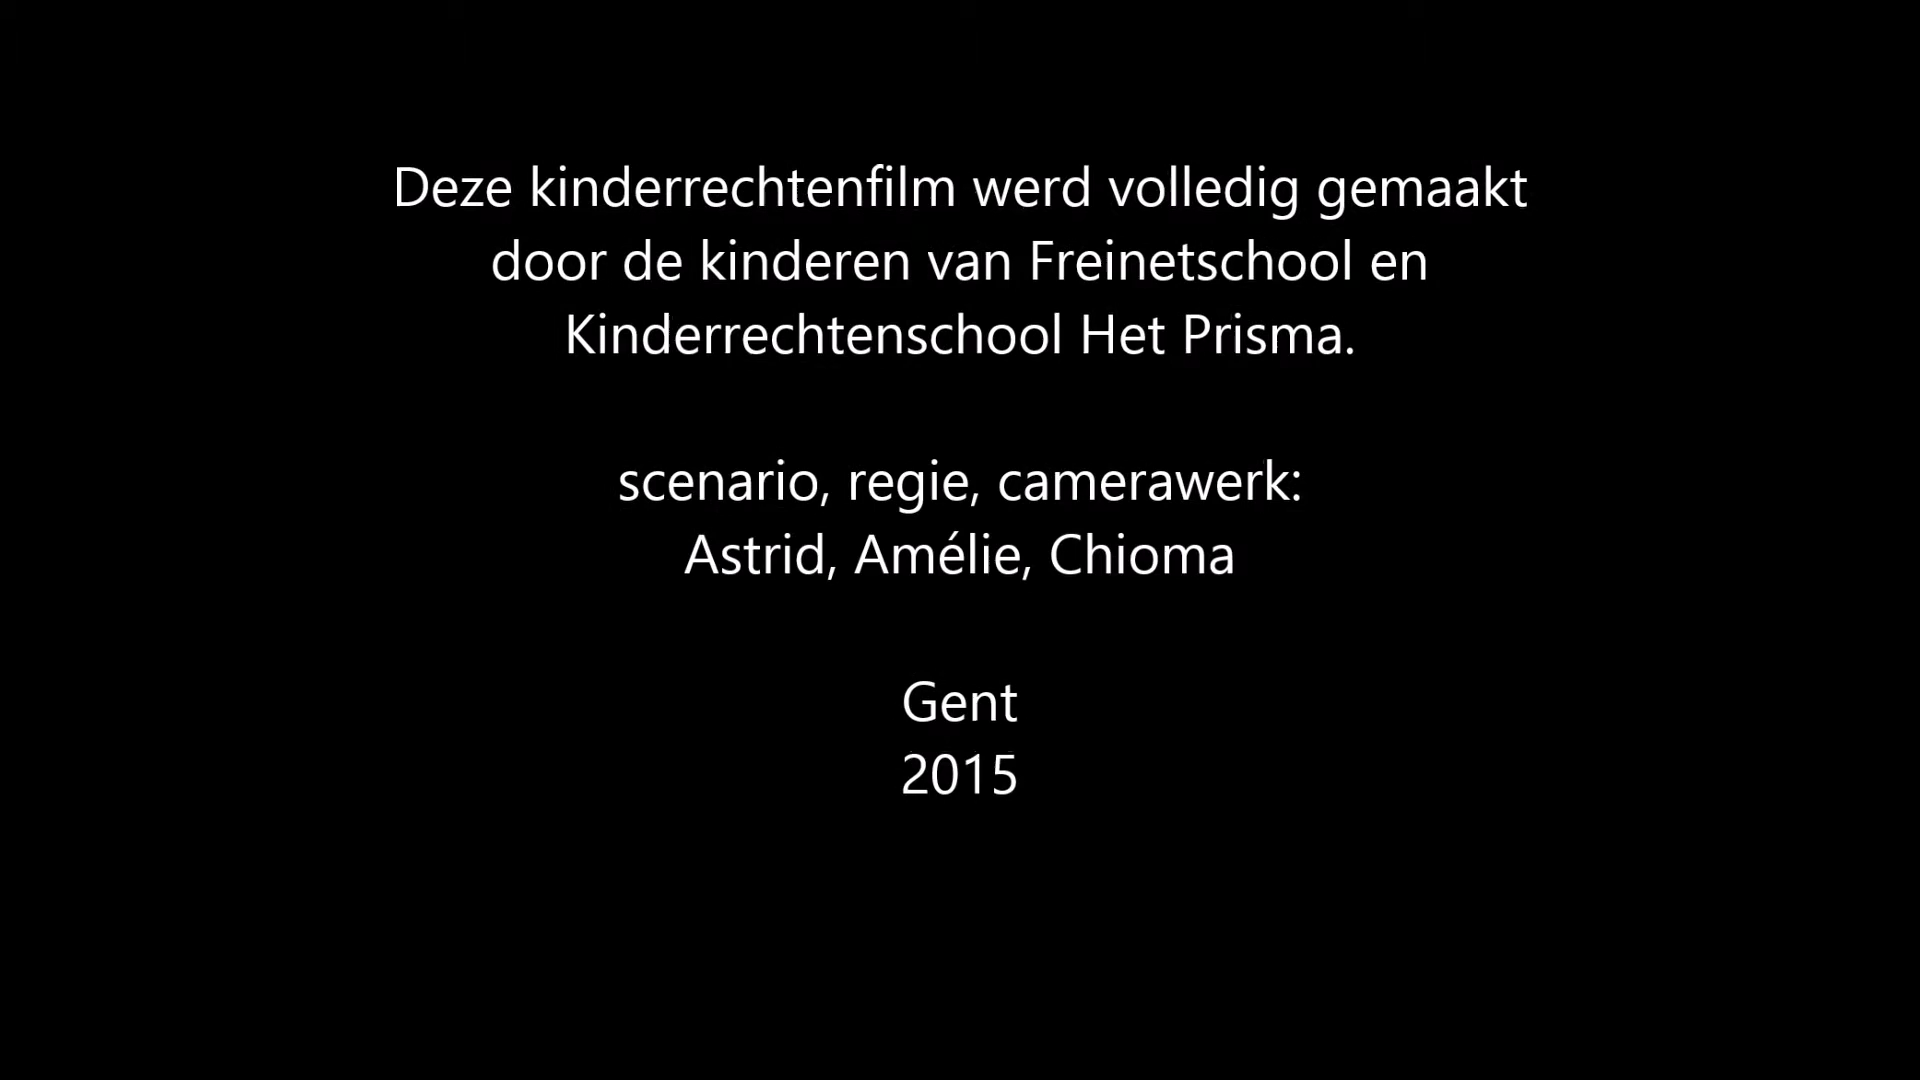 Deze kinderrechtenfilm werd volledig gemaakt
door de kinderen van Freinetschool en
Kinderrechtenschool Het Prisma.
scenario, regie, camerawerk:
Astrid, Amélie, Chioma
Gent
2015